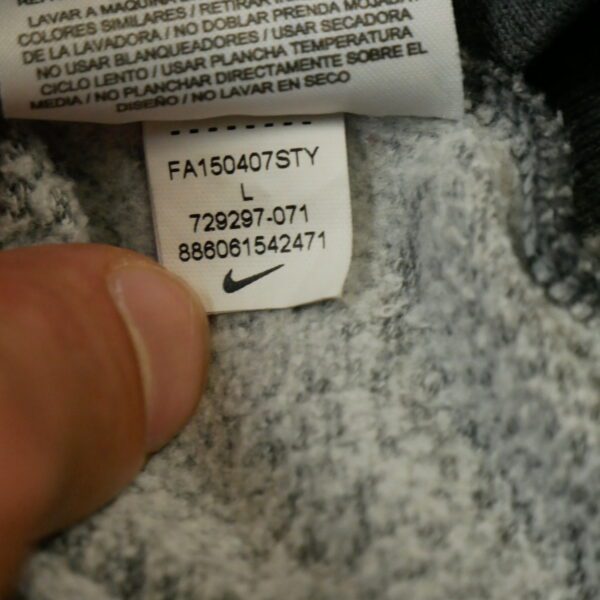 LAVAR A MAQUINA
COLORES SIMILARES / RETIRAR
DE LA LAVADORA / NO DOBLAR PRENDA MOJADA
NO USAR BLANQUEADORES / USAR SECADORA
CICLO LENTO / USAR PLANCHA TEMPERATURA
MEDIA / NO PLANCHAR DIRECTAMENTE SOBRE EL
DISEÑO / NO LAVAR EN SECO
FA150407STY
L
729297-071
886061542471